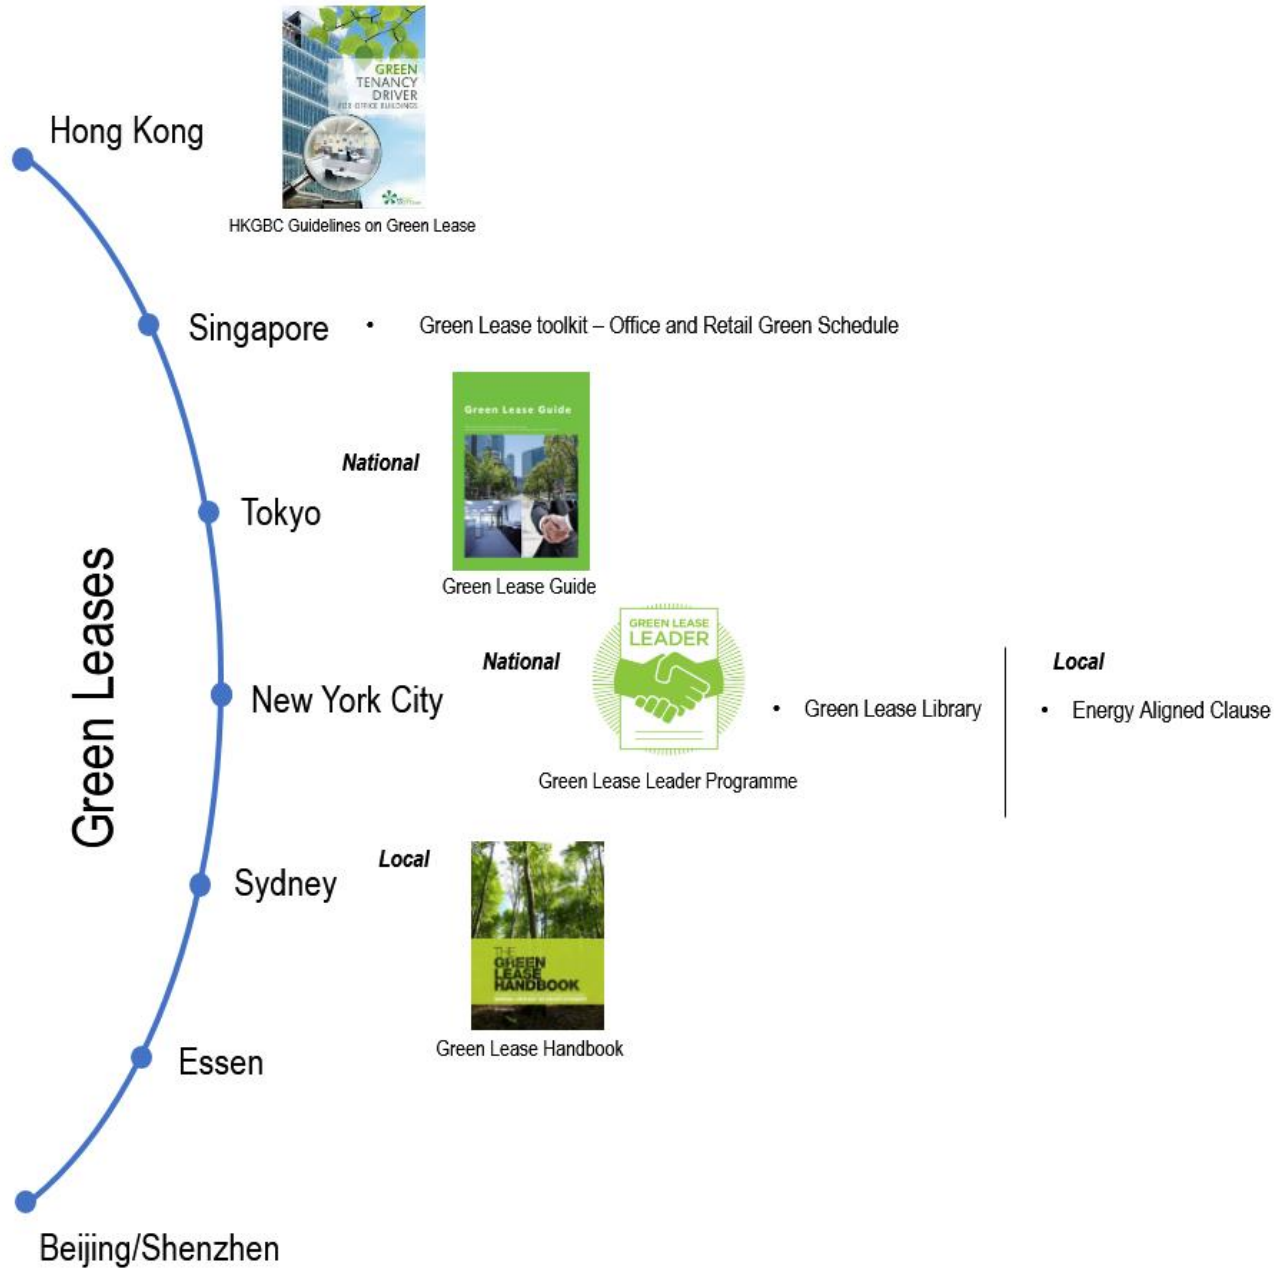 GREEN
TENANCY
DRIVER
FOR OFFICE BUILDINGS
Hong Kong
HKGBC Guidelines on Green Lease
Singapore
• Green Lease toolkit – Office and Retail Green Schedule
Green Lease Guide
National
Tokyo
Green Lease Guide
GREEN LEASE
LEADER
National
Local
New York City
• Green Lease Library
• Energy Aligned Clause
Green Lease Leader Programme
Green Leases
Local
Sydney
THE
GREEN
LEASE
HANDBOOK
Green Lease Handbook
Essen
Beijing/Shenzhen